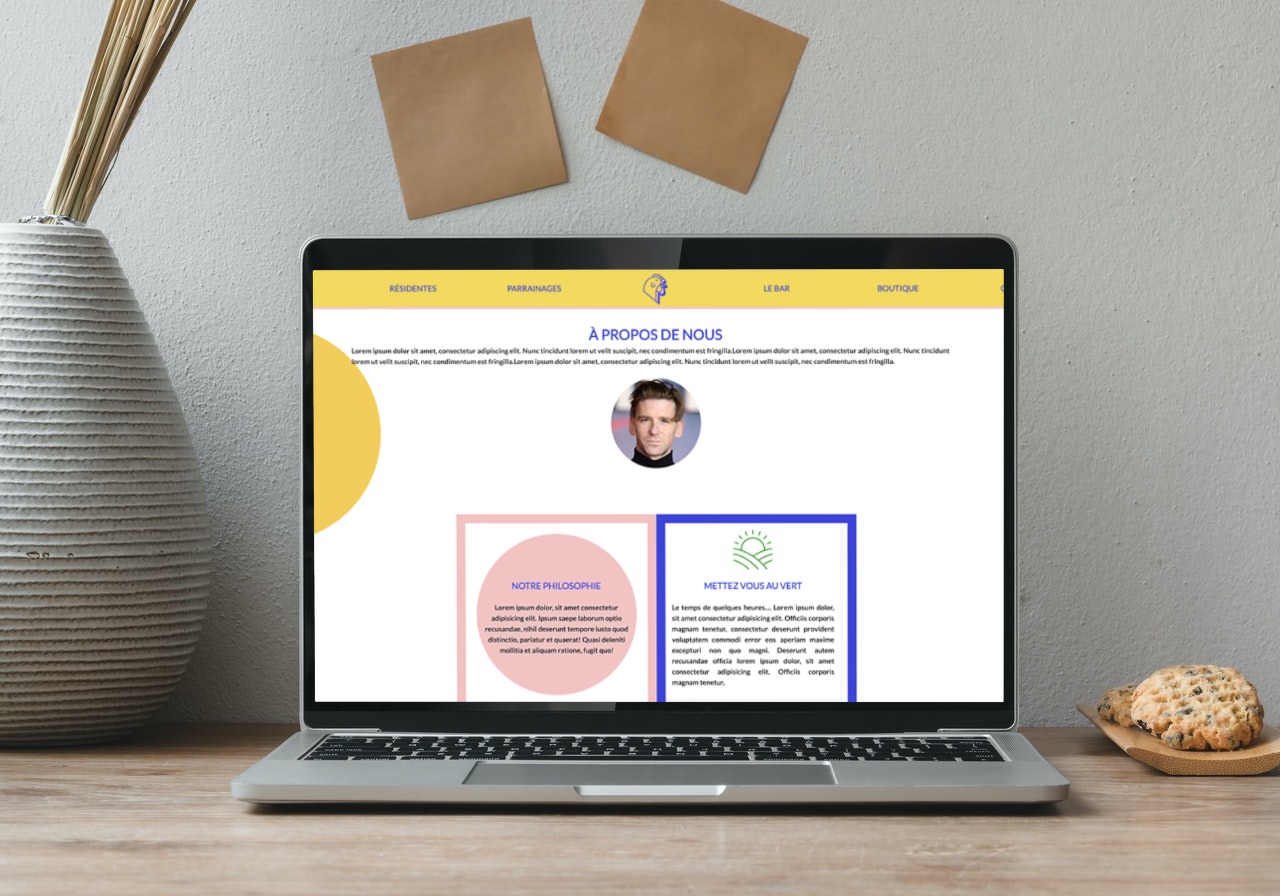 RÉSIDENTES PARRAINAGES LE BAR BOUTIQUE
À PROPOS DE NOUS
Lorem ipsum dolor sit amet, consectetur adipiscing elit. Nunc tincidunt lorem ut velit suscipit, nec condimentum est fringilla.Lorem ipsum dolor sit amet, consectetur adipiscing elit. Nunc tincidunt
lorem ut velit suscipit, nec condimentum est fringilla.Lorem ipsum dolor sit amet, consectetur adipiscing elit. Nunc tincidunt lorem ut velit suscipit, nec condimentum est fringilla.
NOTRE PHILOSOPHIE
Lorem ipsum dolor, sit amet consectetur
adipisicing elit. Ipsum saepe laborum optio
recusandae, nihil deserunt tempore iusto quod
distinctio, pariatur et quaerat! Quasi deleniti
mollitia et aliquam ratione, fugit quo!
METTEZ VOUS AU VERT
Le temps de quelques heures... Lorem ipsum dolor,
sit amet consectetur adipisicing elit. Officiis corporis
magnam tenetur, consectetur deserunt provident
voluptatem commodi error eos aperiam maxime
excepturi non quo magni. Deserunt autem
recusandae officia lorem ipsum dolor, sit amet
consectetur adipisicing elit. Officiis corporis
magnam tenetur,